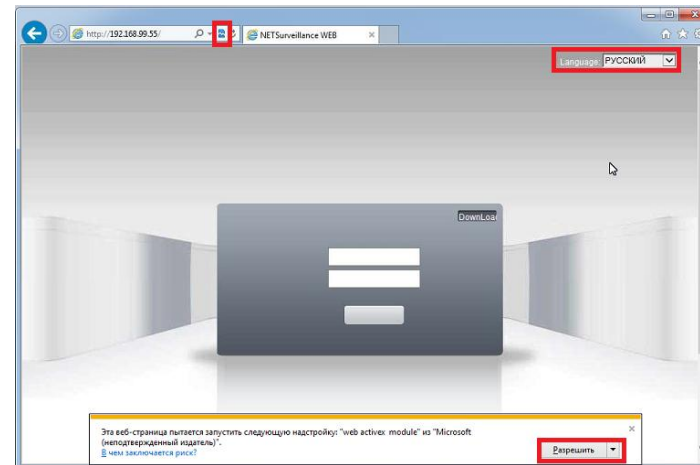 http://192.168.99.55/
NETSurveillance WEB
Language: РУССКИЙ
DownLoad
Эта веб-страница пытается запустить следующую надстройку: "web activex module" из "Microsoft
(неподтвержденный издатель)".
В чем заключается риск?
Разрешить